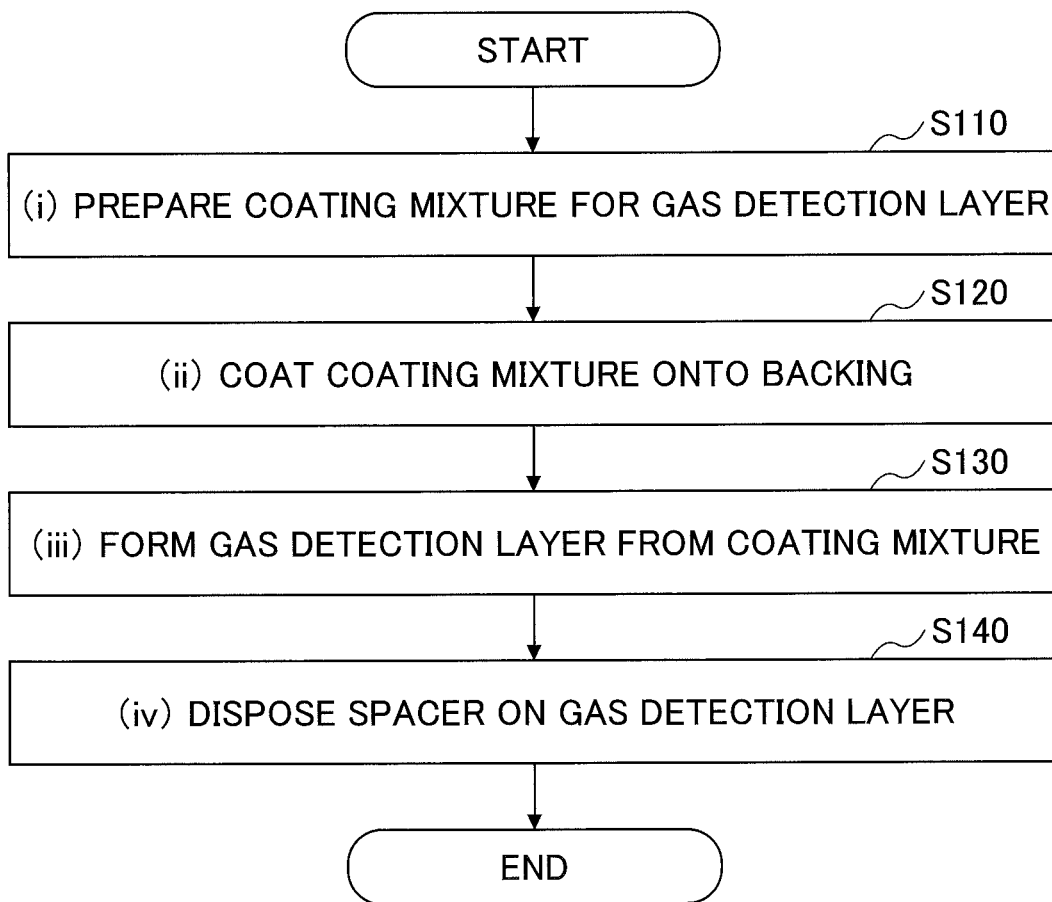 START
S110
(i) PREPARE COATING MIXTURE FOR GAS DETECTION LAYER
S120
(ii) COAT COATING MIXTURE ONTO BACKING
S130
(iii) FORM GAS DETECTION LAYER FROM COATING MIXTURE
S140
(iv) DISPOSE SPACER ON GAS DETECTION LAYER
END